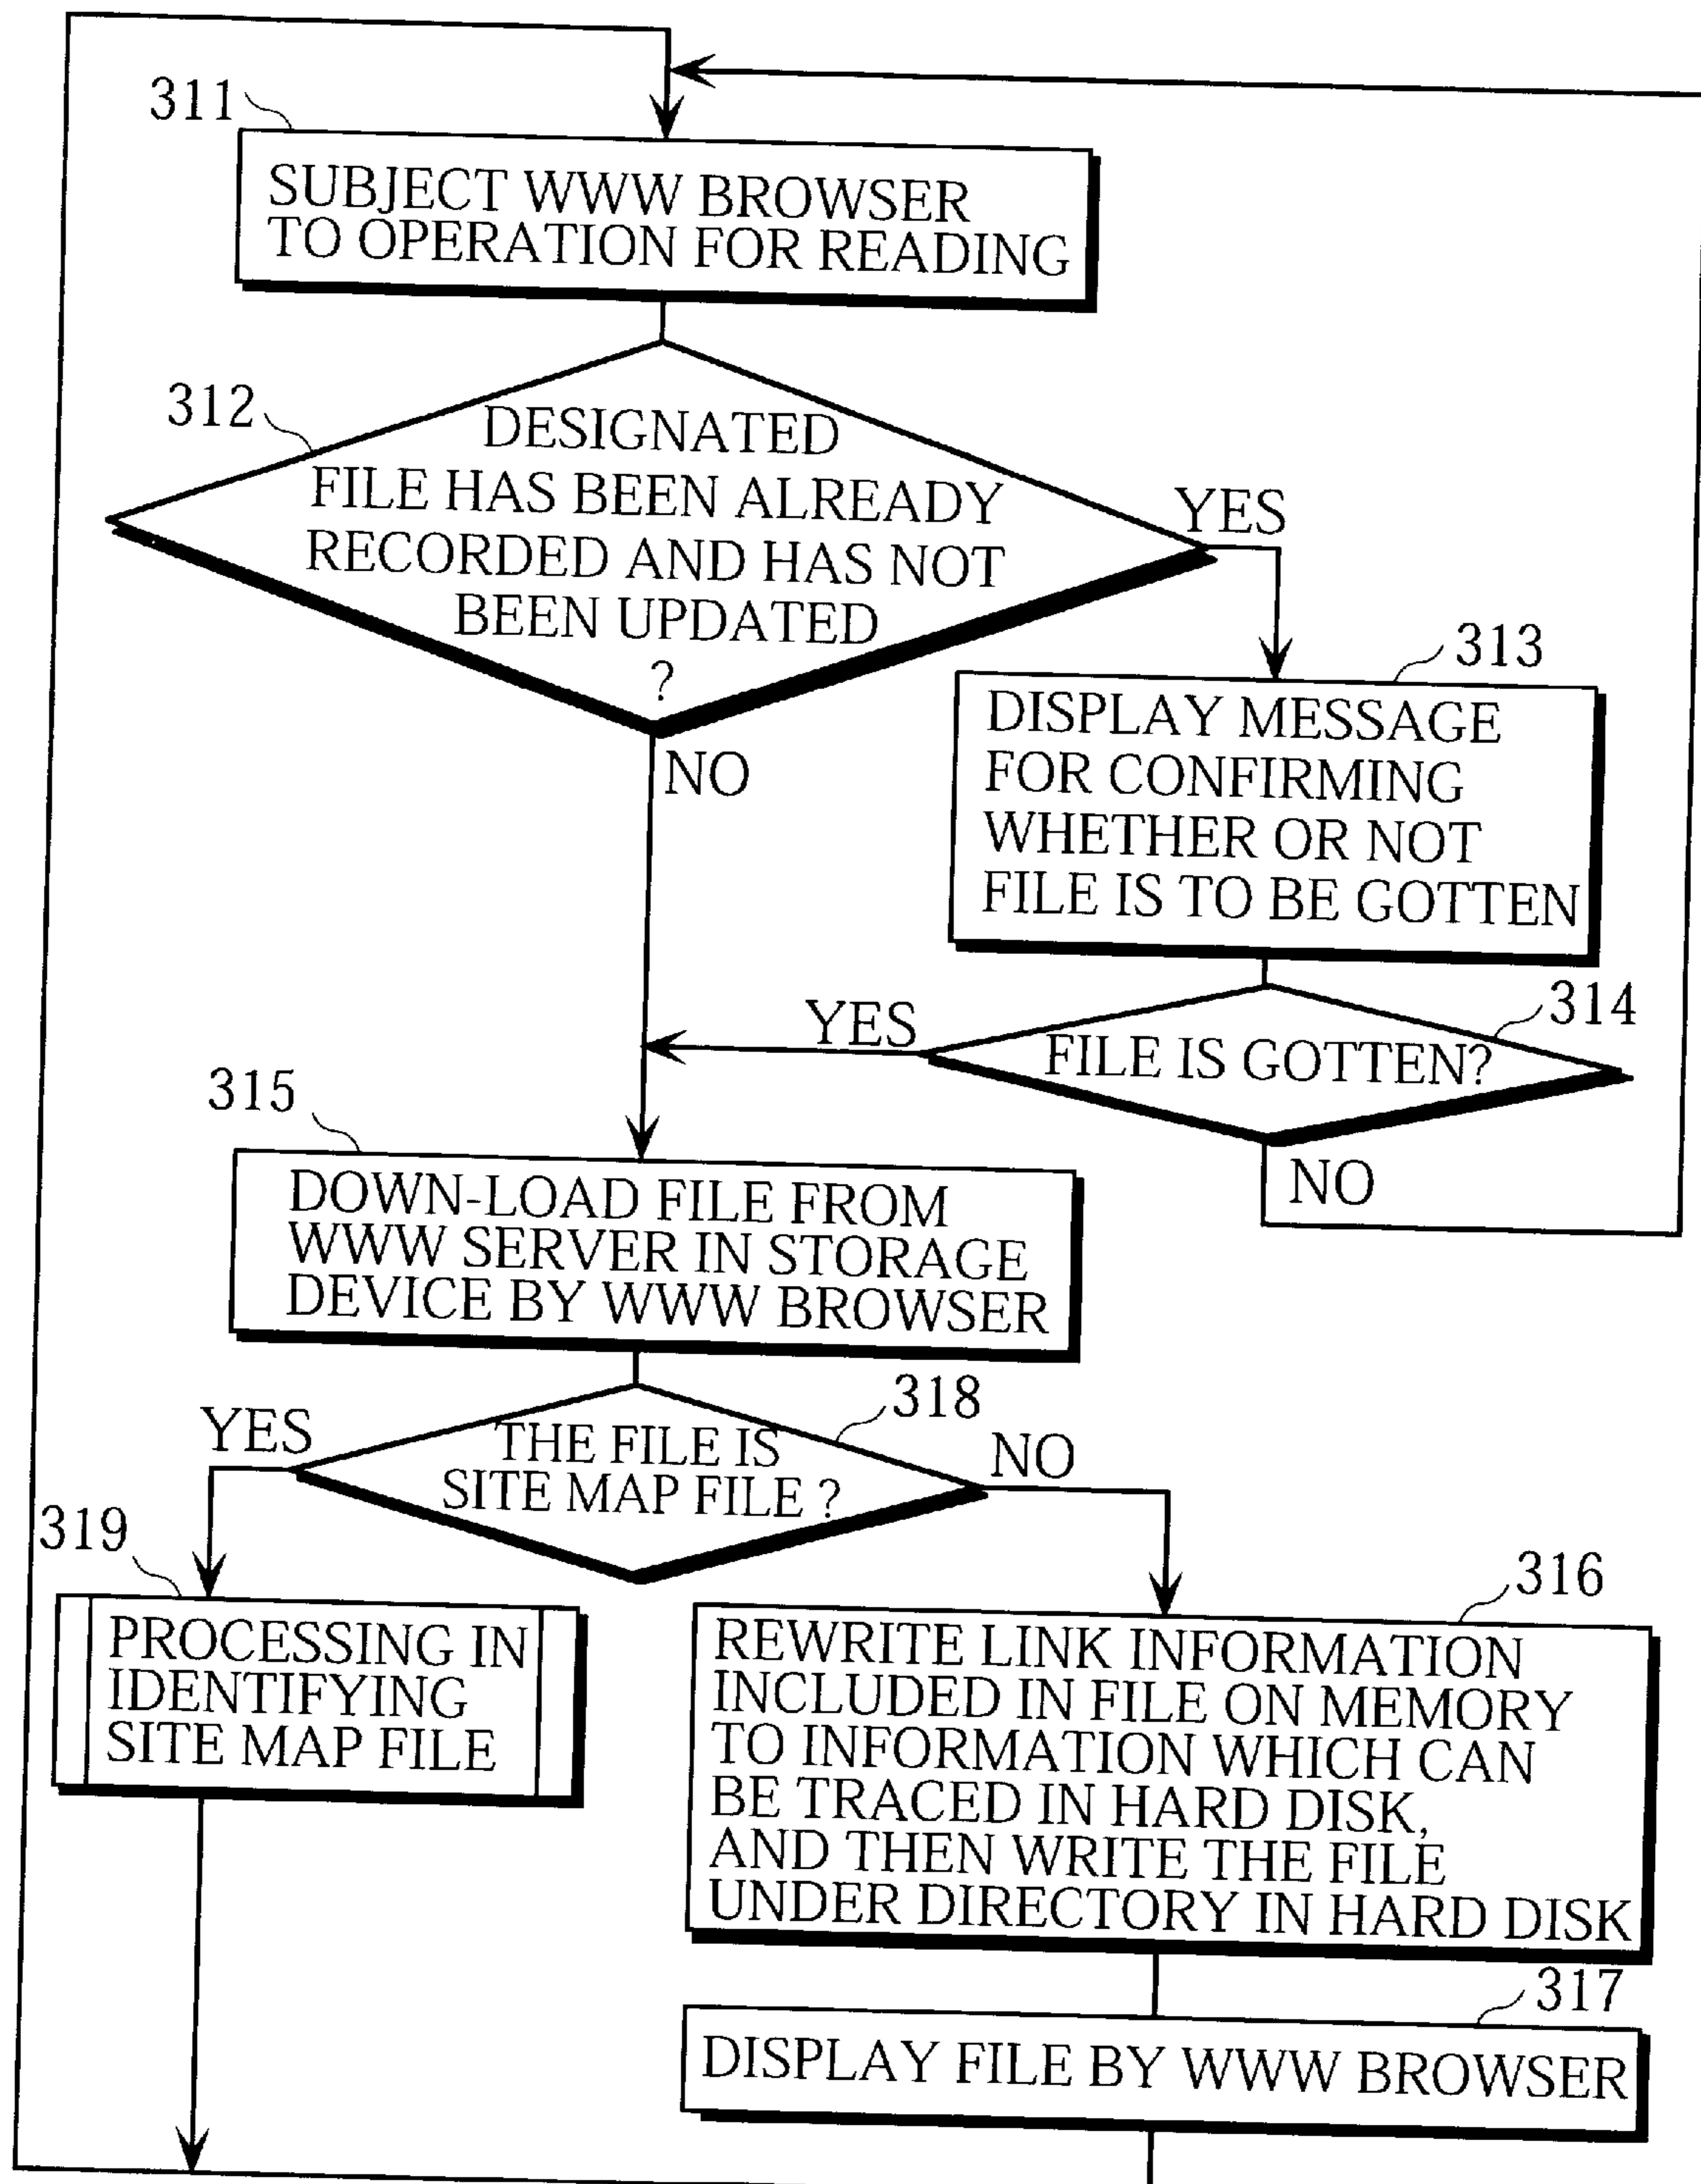 311
SUBJECT WWW BROWSER
TO OPERATION FOR READING
312
DESIGNATED
FILE HAS BEEN ALREADY
RECORDED AND HAS NOT
BEEN UPDATED
?
YES
NO
313
DISPLAY MESSAGE
FOR CONFIRMING
WHETHER OR NOT
FILE IS TO BE GOTTEN
314
YES
FILE IS GOTTEN?
NO
315
DOWN-LOAD FILE FROM
WWW SERVER IN STORAGE
DEVICE BY WWW BROWSER
318
YES
THE FILE IS
SITE MAP FILE ?
NO
319
PROCESSING IN
IDENTIFYING
SITE MAP FILE
316
REWRITE LINK INFORMATION
INCLUDED IN FILE ON MEMORY
TO INFORMATION WHICH CAN
BE TRACED IN HARD DISK,
AND THEN WRITE THE FILE
UNDER DIRECTORY IN HARD DISK
317
DISPLAY FILE BY WWW BROWSER